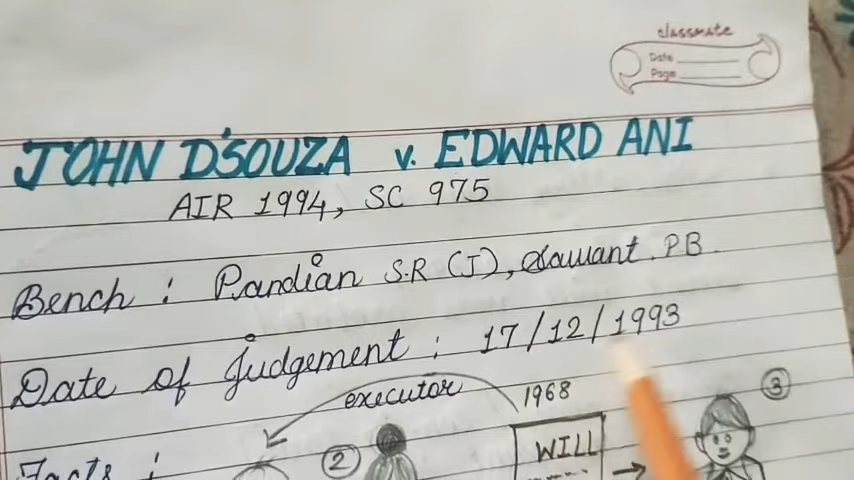 classmate
Date
Page
JOHN D'SOUZA v. EDWARD ANI
AIR 1994, SC 975
Bench : Pandian S.R (J), Sawant. P.B
Date of judgement : 17/12/1993
executor 1968
3
2
WILL
Facts :